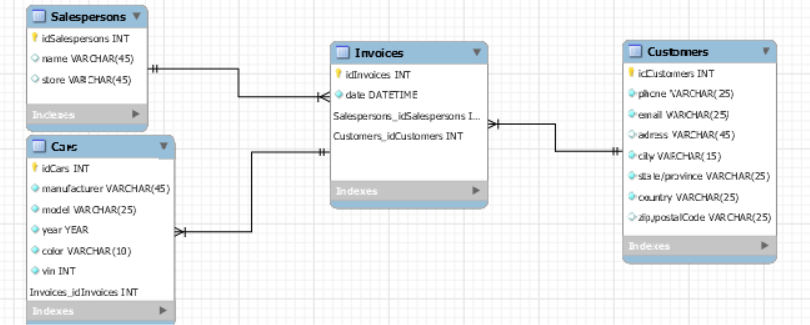 Salespersons
idSalespersons INT
name VARCHAR(45)
store VARCHAR(45)
Indexes
Cars
idCars INT
manufacturer VARCHAR(45)
model VARCHAR(25)
year YEAR
color VARCHAR(10)
vin INT
Invoices_idInvoices INT
Indexes
Invoices
idInvoices INT
date DATETIME
Salespersons_idSalespersons I...
Customers_idCustomers INT
Indexes
Customers
idCustomers INT
phone VARCHAR(25)
email VARCHAR(25)
adress VARCHAR(45)
city VARCHAR(15)
state/province VARCHAR(25)
country VARCHAR(25)
zip/postalCode VARCHAR(25)
Indexes